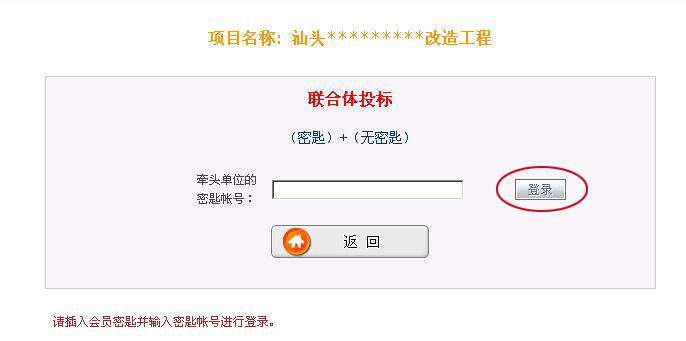 项目名称: 汕头*********改造工程
联合体投标
（密匙）+（无密匙）
牵头单位的
密匙帐号：
登录
返 回
请插入会员密匙并输入密匙帐号进行登录。